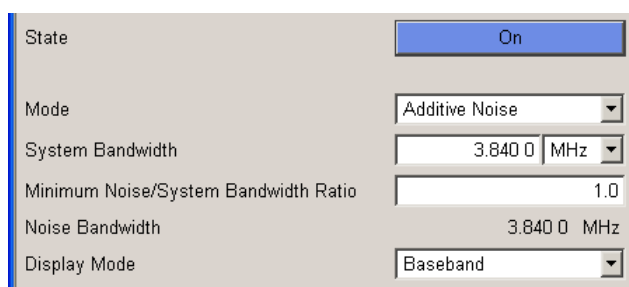 State On
Mode Additive Noise
System Bandwidth 3.840 0 MHz
Minimum Noise/System Bandwidth Ratio 1.0
Noise Bandwidth 3.840 0 MHz
Display Mode Baseband